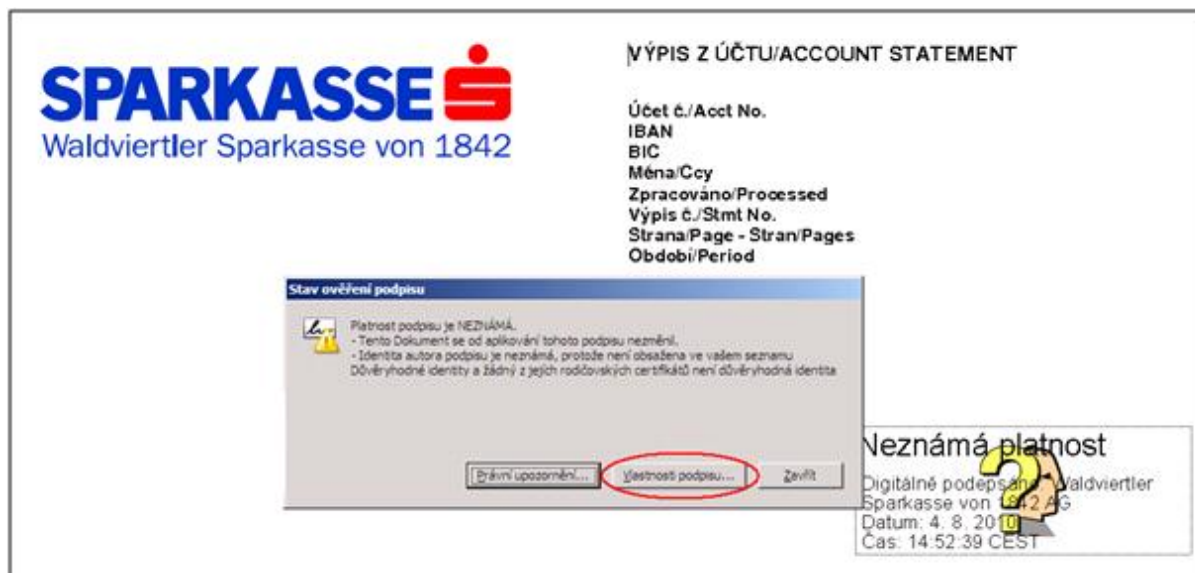 SPARKASSE
Waldviertler Sparkasse von 1842
VÝPIS Z ÚČTU/ACCOUNT STATEMENT
Účet č./Acct No.
IBAN
BIC
Měna/Ccy
Zpracováno/Processed
Výpis č./Stmt No.
Strana/Page - Stran/Pages
Období/Period
Stav ověření podpisu
Platnost podpisu je NEZNÁMÁ.
- Tento Dokument se od aplikování tohoto podpisu nezměnil.
- Identita autora podpisu je neznámá, protože není obsažena ve vašem seznamu
Důvěryhodné identity a žádný z jejich rodičovských certifikátů není důvěryhodná identita
Právní upozornění...
Vlastnosti podpisu...
Zavřít
Neznámá platnost
Digitálně podepsáno Waldviertler
Sparkasse von 1842 AG
Datum: 4. 8. 2010
Čas: 14:52:39 CEST